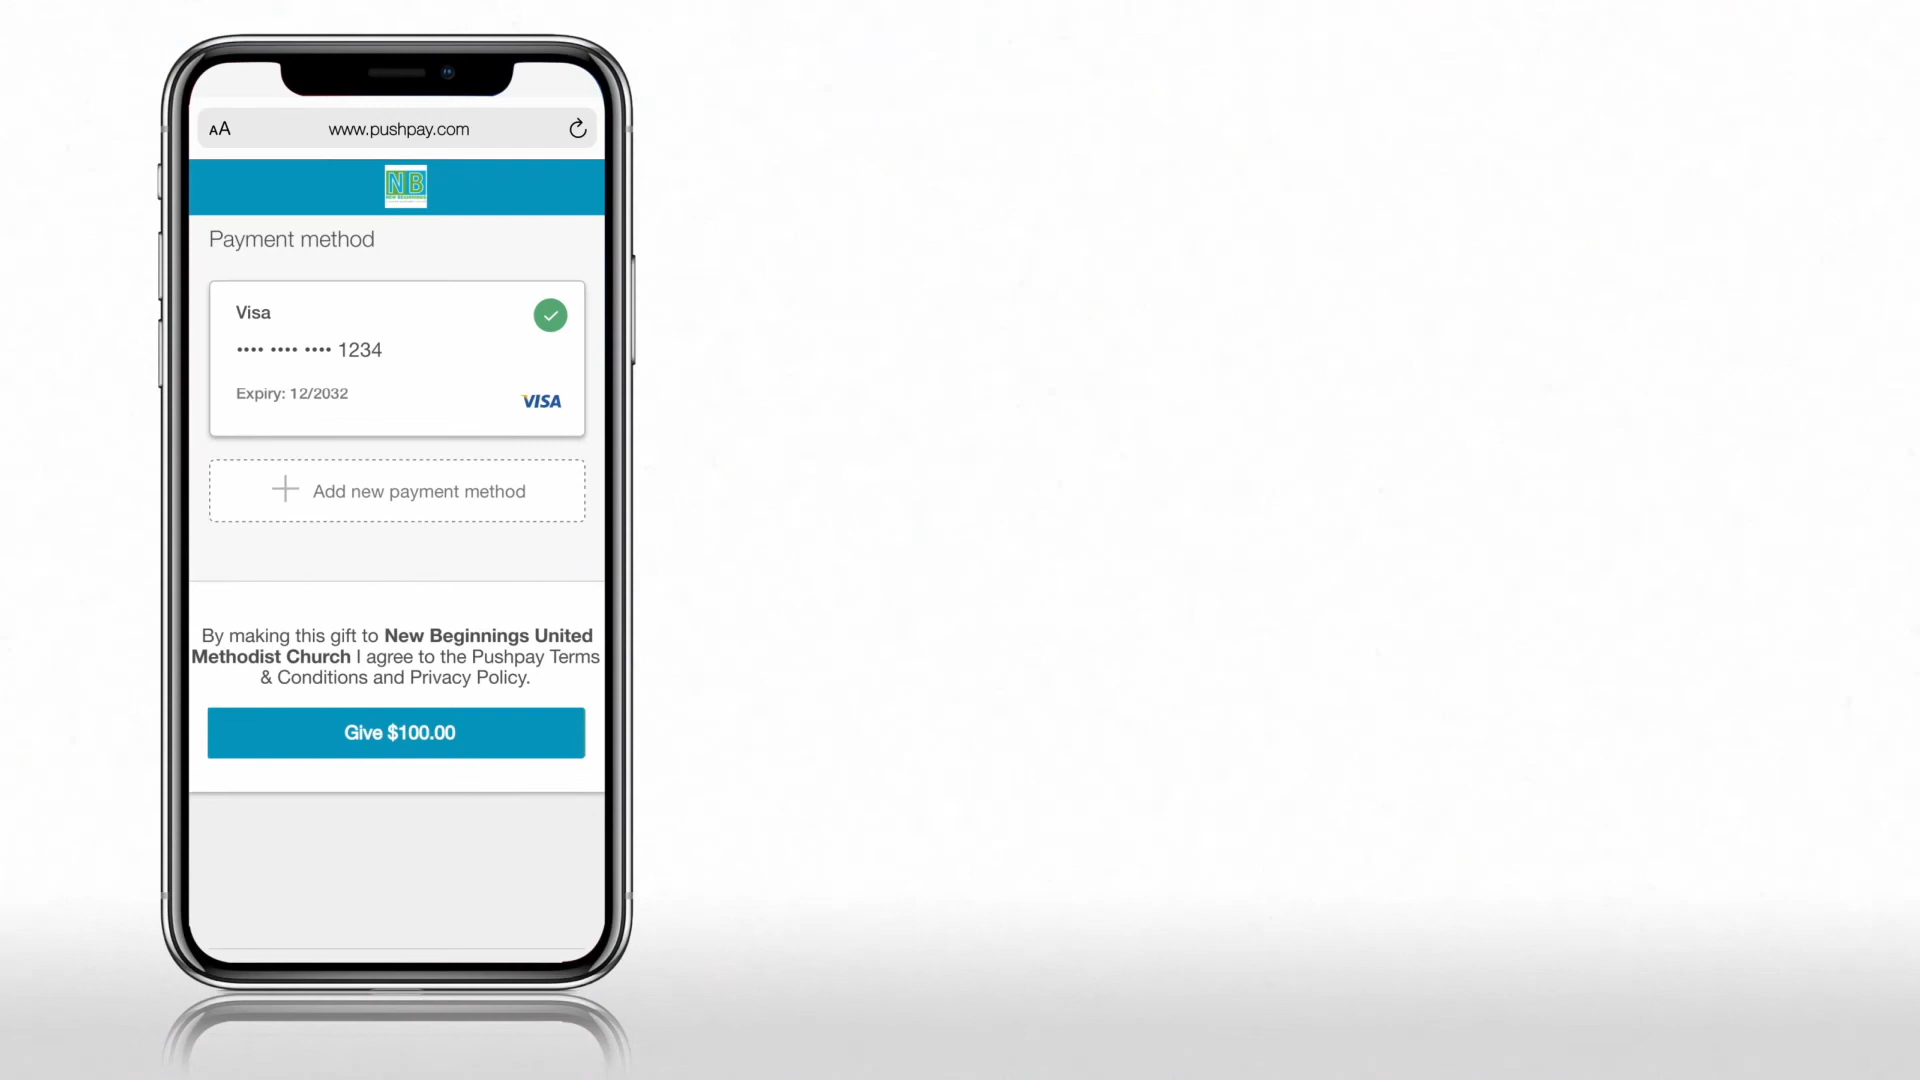 AA www.pushpay.com
NB
NEW BEGINNINGS
Payment method
Visa
•••• •••• •••• 1234
Expiry: 12/2032
VISA
Add new payment method
By making this gift to New Beginnings United
Methodist Church I agree to the Pushpay Terms
& Conditions and Privacy Policy.
Give $100.00